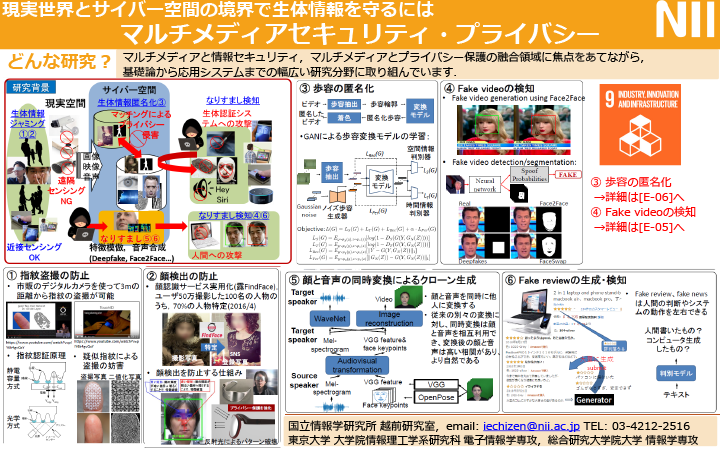 現実世界とサイバー空間の境界で生体情報を守るには
マルチメディアセキュリティ・プライバシー
NII
どんな研究？
マルチメディアと情報セキュリティ，マルチメディアとプライバシー保護の融合領域に焦点をあてながら，
基礎論から応用システムまでの幅広い研究分野に取り組んでいます.
研究背景
サイバー空間
現実空間
生体情報
ジャミング
①②
生体情報匿名化③
マッチングによる
プライバシー
侵害
なりすまし検知
生体認証シス
テムへの攻撃
画像
映像
音声
遠隔
センシング
NG
Hey
Siri
近接センシング
OK
なりすまし⑤⑥
特徴模倣，音声合成
(Deepfake, Face2Face...)
なりすまし検知④⑥
人間への攻撃
③ 歩容の匿名化
ビデオ
歩容抽出
歩容輪郭
変換
モデル
匿名した
ビデオ
着色
匿名化歩容
•GANによる歩容変換モデルの学習:
空間情報
判別器
歩容
抽出
変換
モデル
Gaussian
noise
ノイズ歩容
生成器
時間情報
判別器
④ Fake videoの検知
• Fake video generation using Face2Face
• Fake video detection/segmentation:
Neural
network
Spoof
Probabilities
FAKE
Real
Face2Face
Deepfakes
FaceSwap
9 INDUSTRY, INNOVATION
AND INFRASTRUCTURE
③ 歩容の匿名化
→詳細は[E-06]へ
④ Fake videoの検知
→詳細は[E-05]へ
① 指紋盗撮の防止
• 市販のデジタルカメラを使って3mの
距離から指紋の盗撮が可能
• 指紋認証原理
• 疑似指紋による
盗撮の妨害
静電
容量
方式
盗撮写真
二値化写真
光学
方式
② 顔検出の防止
• 顔認識サービス実用化(露FindFace)．
ユーザ50万撮影した100名の人物の
うち，70%の人物特定(2016/4)
FindFace
特定
SNS
• 顔検出を防止する仕組み
反射光によるパターン破壊
⑤ 顔と音声の同時変換によるクローン生成
Target
speaker
Video
WaveNet
Image
reconstruction
Target
speaker
Mel-
spectrogram
VGG feature&
face keypoints
Audiovisual
transformation
Source
speaker
Mel-
spectrogram
VGG feature
Face keypoints
VGG
OpenPose
• 顔と音声を同時に他
人に変換する
• 従来の別々の変換に
対し，同時変換は顔
と音声を相互利用で
き、変換後の顔と音
声は高い相関があり，
より自然である
⑥ Fake reviewの生成・検知
Fake review、fake news
は人間の判断やシステ
ムの動作を左右できる
人間書いたもの？
コンピュータ生成
したもの？
判別モデル
テキスト
submit
Generator
国立情報学研究所 越前研究室，email: iechizen@nii.ac.jp TEL: 03-4212-2516
東京大学 大学院情報理工学系研究科 電子情報学専攻，総合研究大学院大学 情報学専攻